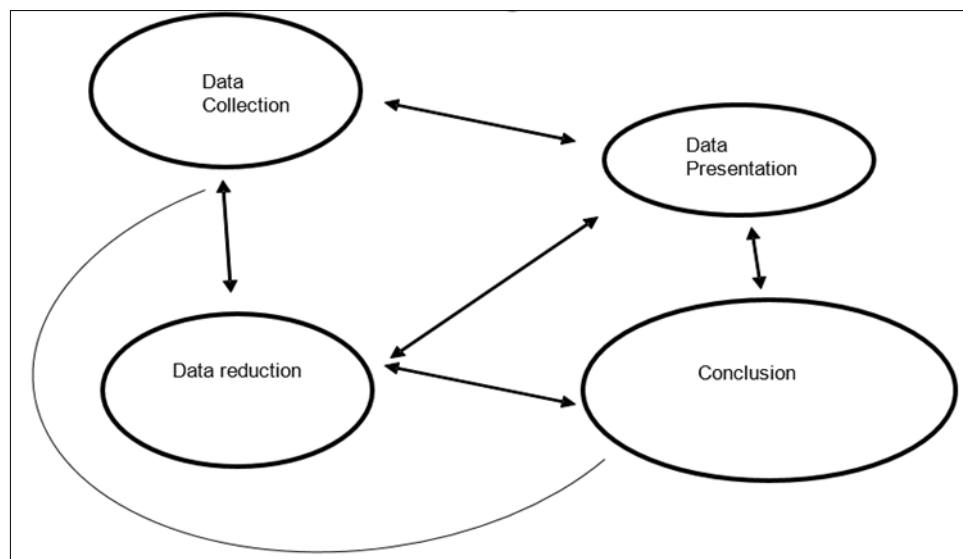 Data
Collection
Data
Presentation
Data reduction
Conclusion